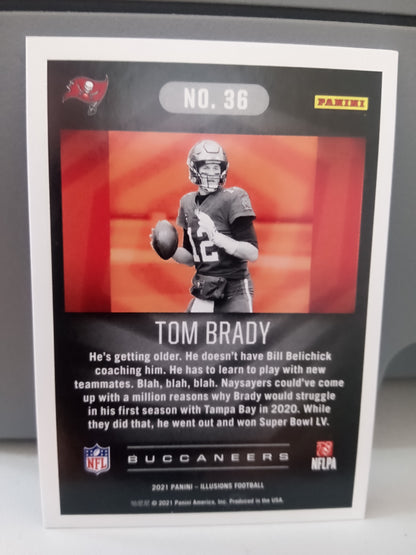 NO. 36
PANINI
12
TOM BRADY
He's getting older. He doesn't have Bill Belichick
coaching him. He has to learn to play with new
teammates. Blah, blah, blah. Naysayers could've come
up with a million reasons why Brady would struggle
in his first season with Tampa Bay in 2020. While
they did that, he went out and won Super Bowl LV.
NFL
BUCCANEERS
NFLPA
2021 PANINI – ILLUSIONS FOOTBALL
© 2021 Panini America, Inc. Produced in the USA.